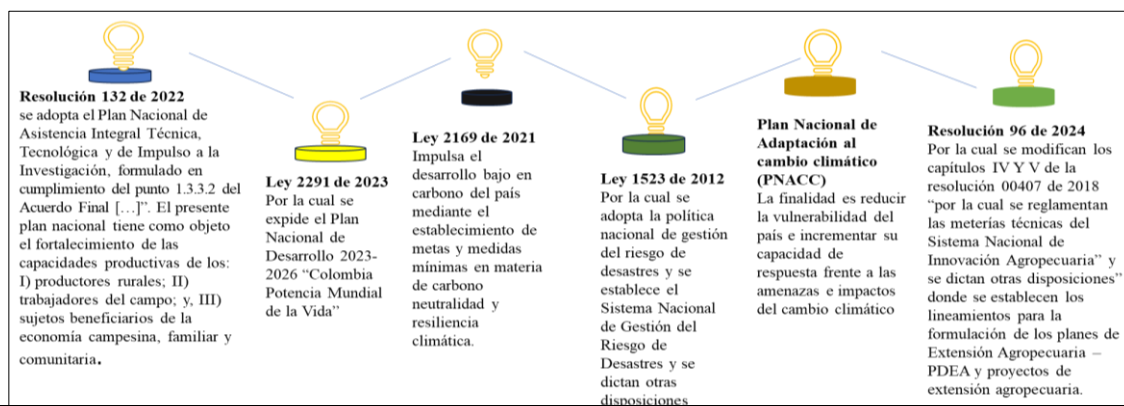 Resolución 132 de 2022
se adopta el Plan Nacional de
Asistencia Integral Técnica,
Tecnológica y de Impulso a la
Investigación, formulado en
cumplimiento del punto 1.3.3.2 del
Acuerdo Final […]”. El presente
plan nacional tiene como objeto
el fortalecimiento de las
capacidades productivas de los:
I) productores rurales; II)
trabajadores del campo; y, III)
sujetos beneficiarios de la
economía campesina, familiar y
comunitaria.
Ley 2291 de 2023
Por la cual se
expide el Plan
Nacional de
Desarrollo 2023-
2026 “Colombia
Potencia Mundial
de la Vida”
Ley 2169 de 2021
Impulsa el
desarrollo bajo en
carbono del país
mediante el
establecimiento de
metas y medidas
mínimas en materia
de carbono
neutralidad y
resiliencia
climática.
Ley 1523 de 2012
Por la cual se
adopta la política
nacional de gestión
del riesgo de
desastres y se
establece el
Sistema Nacional
de Gestión del
Riesgo de
Desastres y se
dictan otras
disposiciones
Plan Nacional de
Adaptación al
cambio climático
(PNACC)
La finalidad es reducir
la vulnerabilidad del
país e incrementar su
capacidad de
respuesta frente a las
amenazas e impactos
del cambio climático
Resolución 96 de 2024
Por la cual se modifican los
capítulos IV Y V de la
resolución 00407 de 2018
“por la cual se reglamentan
las meterías técnicas del
Sistema Nacional de
Innovación Agropecuaria” y
se dictan otras disposiciones”
donde se establecen los
lineamientos para la
formulación de los planes de
Extensión Agropecuaria –
PDEA y proyectos de
extensión agropecuaria.